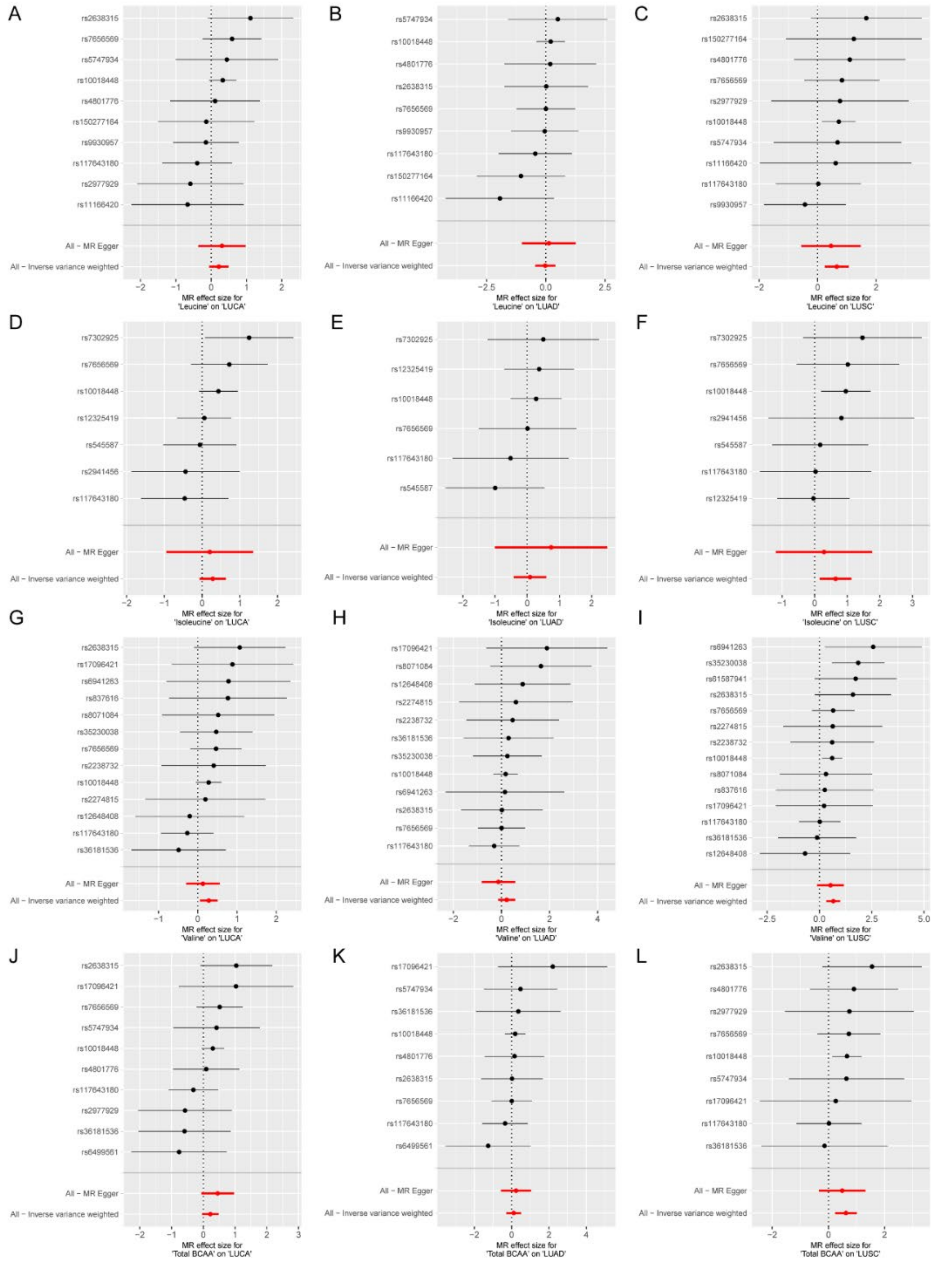 A
rs2638315
rs7656569
rs5747934
rs10018448
rs4801776
rs150277164
rs9930957
rs117643180
rs2977929
rs11166420
All − MR Egger
All − Inverse variance weighted
−2 −1 0 1 2
MR effect size for
'Leucine' on 'LUCA'
B
rs5747934
rs10018448
rs4801776
rs2638315
rs7656569
rs9930957
rs117643180
rs150277164
rs11166420
All − MR Egger
All − Inverse variance weighted
−2.5 0.0 2.5
MR effect size for
'Leucine' on 'LUAD'
C
rs2638315
rs150277164
rs4801776
rs7656569
rs2977929
rs10018448
rs5747934
rs11166420
rs117643180
rs9930957
All − MR Egger
All − Inverse variance weighted
−2 0 2
MR effect size for
'Leucine' on 'LUSC'
D
rs7302925
rs7656569
rs10018448
rs12325419
rs545587
rs2941456
rs117643180
All − MR Egger
All − Inverse variance weighted
−2 −1 0 1 2
MR effect size for
'Isoleucine' on 'LUCA'
E
rs7302925
rs12325419
rs10018448
rs7656569
rs117643180
rs545587
All − MR Egger
All − Inverse variance weighted
−2 −1 0 1 2
MR effect size for
'Isoleucine' on 'LUAD'
F
rs7302925
rs7656569
rs10018448
rs2941456
rs545587
rs117643180
rs12325419
All − MR Egger
All − Inverse variance weighted
−1 0 1 2 3
MR effect size for
'Isoleucine' on 'LUSC'
G
rs2638315
rs17096421
rs6941263
rs837616
rs8071084
rs35230038
rs7656569
rs2238732
rs10018448
rs2274815
rs12648408
rs117643180
rs36181536
All − MR Egger
All − Inverse variance weighted
−1 0 1 2
MR effect size for
'Valine' on 'LUCA'
H
rs17096421
rs8071084
rs12648408
rs2274815
rs2238732
rs36181536
rs35230038
rs10018448
rs6941263
rs2638315
rs7656569
rs117643180
All − MR Egger
All − Inverse variance weighted
−2 0 2 4
MR effect size for
'Valine' on 'LUAD'
I
rs6941263
rs35230038
rs61587941
rs2638315
rs7656569
rs2274815
rs2238732
rs10018448
rs8071084
rs837616
rs17096421
rs117643180
rs36181536
rs12648408
All − MR Egger
All − Inverse variance weighted
−2.5 0.0 2.5 5.0
MR effect size for
'Valine' on 'LUSC'
J
rs2638315
rs17096421
rs7656569
rs5747934
rs10018448
rs4801776
rs117643180
rs2977929
rs36181536
rs6499561
All − MR Egger
All − Inverse variance weighted
−2 −1 0 1 2 3
MR effect size for
'Total BCAA' on 'LUCA'
K
rs17096421
rs5747934
rs36181536
rs10018448
rs4801776
rs2638315
rs7656569
rs117643180
rs6499561
All − MR Egger
All − Inverse variance weighted
−4 −2 0 2 4
MR effect size for
'Total BCAA' on 'LUAD'
L
rs2638315
rs4801776
rs2977929
rs7656569
rs10018448
rs5747934
rs17096421
rs117643180
rs36181536
All − MR Egger
All − Inverse variance weighted
−2 0 2
MR effect size for
'Total BCAA' on 'LUSC'